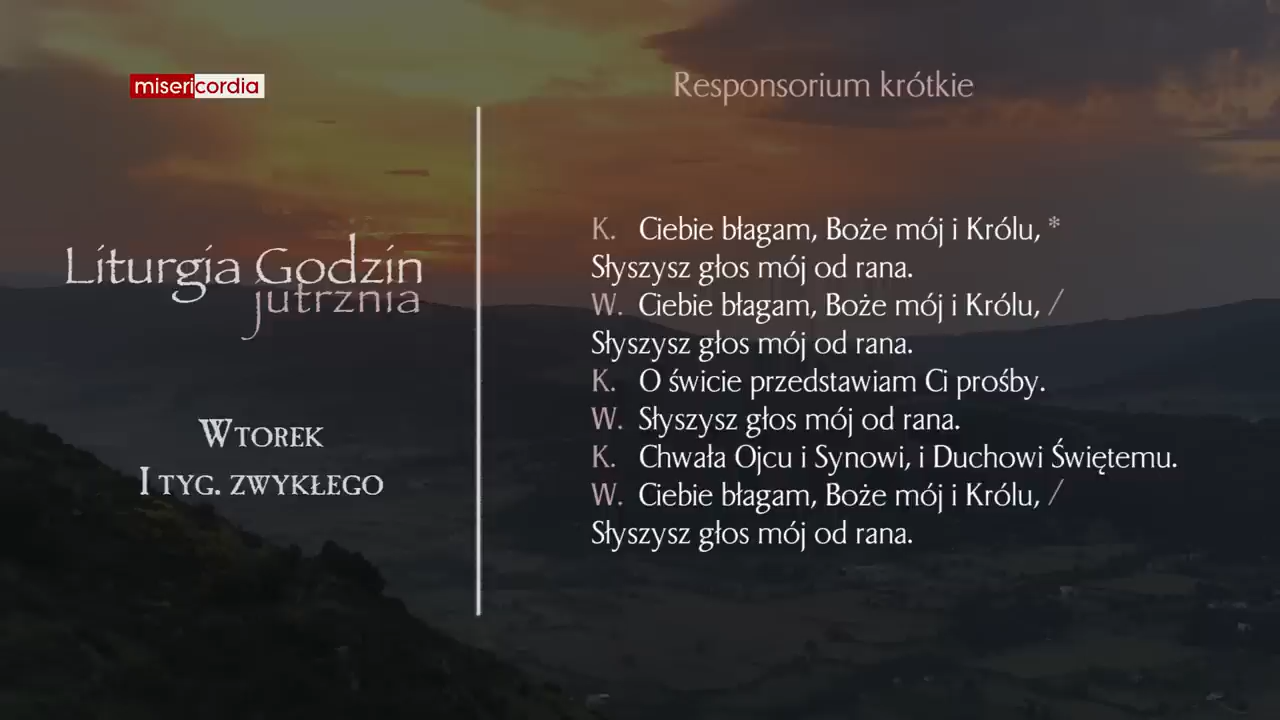 misericordia
Responsorium krótkie
Liturgia Godzin
jutrznia
Wtorek
I tyg. zwykłego
K. Ciebie błagam, Boże mój i Królu, *
Słyszysz głos mój od rana.
W. Ciebie błagam, Boże mój i Królu, /
Słyszysz głos mój od rana.
K. O świcie przedstawiam Ci prośby.
W. Słyszysz głos mój od rana.
K. Chwała Ojcu i Synowi, i Duchowi Świętemu.
W. Ciebie błagam, Boże mój i Królu, /
Słyszysz głos mój od rana.